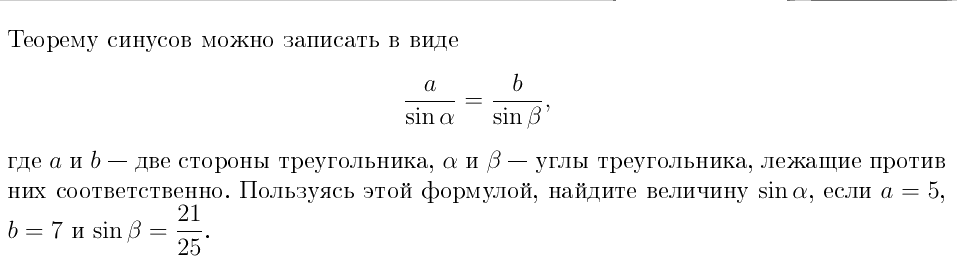 Теорему синусов можно записать в виде
a / sin α = b / sin β,
где a и b — две стороны треугольника, α и β — углы треугольника, лежащие против
них соответственно. Пользуясь этой формулой, найдите величину sin α, если a = 5,
b = 7 и sin β = 21/25.